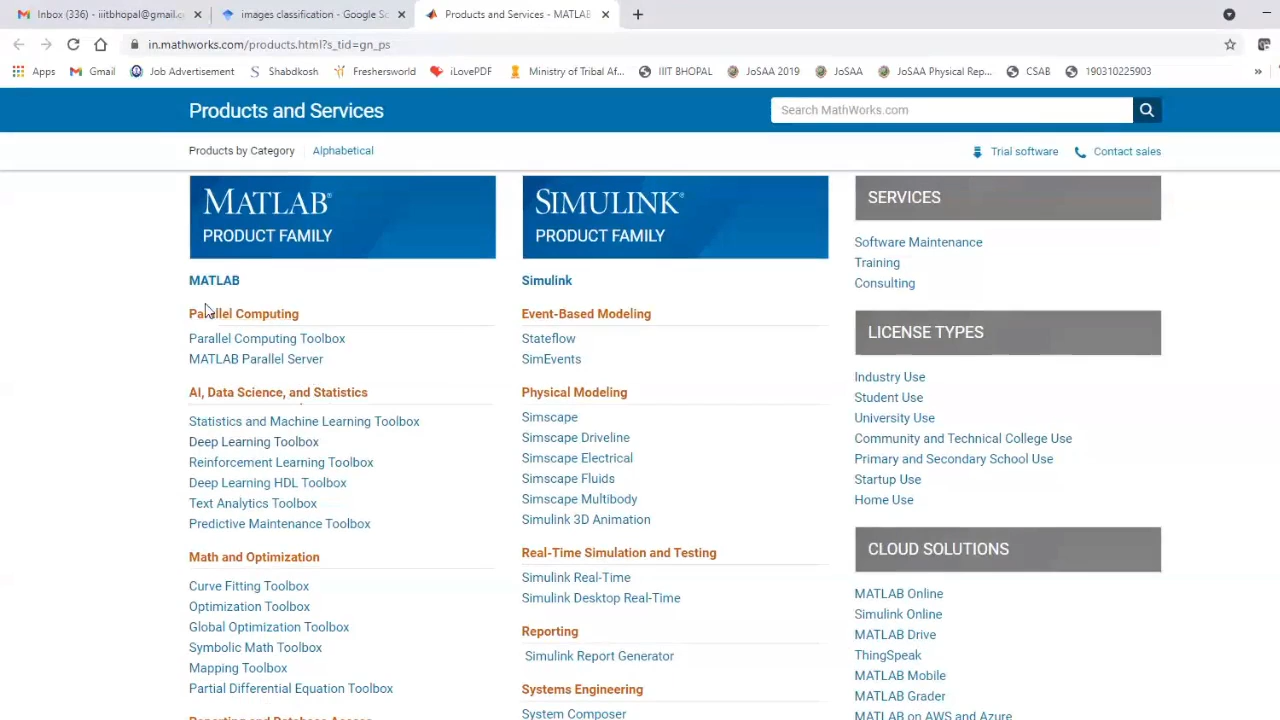 Inbox (336) - iiitbhopal@gmail.c
images classification - Google Sc
Products and Services - MATLAB
in.mathworks.com/products.html?s_tid=gn_ps
Apps Gmail Job Advertisement Shabdkosh Freshersworld iLovePDF Ministry of Tribal Af... IIIT BHOPAL JoSAA 2019 JoSAA JoSAA Physical Rep... CSAB 190310225903 »
Products and Services
Search MathWorks.com
Products by Category Alphabetical
Trial software Contact sales
MATLAB®
PRODUCT FAMILY
MATLAB
Parallel Computing
Parallel Computing Toolbox
MATLAB Parallel Server
AI, Data Science, and Statistics
Statistics and Machine Learning Toolbox
Deep Learning Toolbox
Reinforcement Learning Toolbox
Deep Learning HDL Toolbox
Text Analytics Toolbox
Predictive Maintenance Toolbox
Math and Optimization
Curve Fitting Toolbox
Optimization Toolbox
Global Optimization Toolbox
Symbolic Math Toolbox
Mapping Toolbox
Partial Differential Equation Toolbox
Reporting and Database Access
SIMULINK®
PRODUCT FAMILY
Simulink
Event-Based Modeling
Stateflow
SimEvents
Physical Modeling
Simscape
Simscape Driveline
Simscape Electrical
Simscape Fluids
Simscape Multibody
Simulink 3D Animation
Real-Time Simulation and Testing
Simulink Real-Time
Simulink Desktop Real-Time
Reporting
Simulink Report Generator
Systems Engineering
System Composer
SERVICES
Software Maintenance
Training
Consulting
LICENSE TYPES
Industry Use
Student Use
University Use
Community and Technical College Use
Primary and Secondary School Use
Startup Use
Home Use
CLOUD SOLUTIONS
MATLAB Online
Simulink Online
MATLAB Drive
ThingSpeak
MATLAB Mobile
MATLAB Grader
MATLAB on AWS and Azure